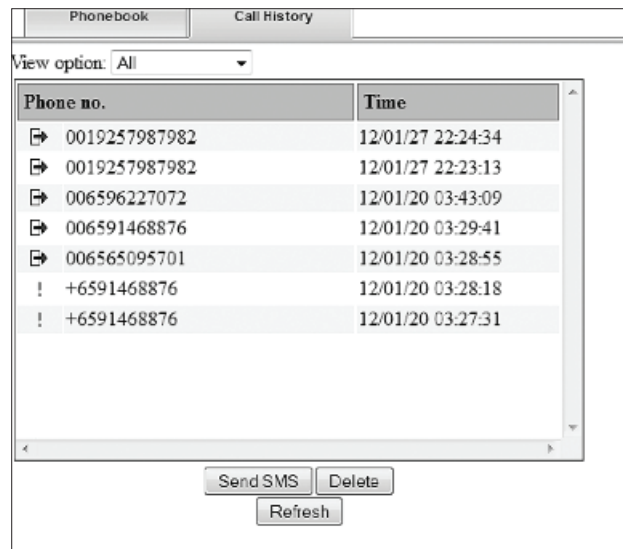 Phonebook Call History
View option: All
Phone no. Time
0019257987982 12/01/27 22:24:34
0019257987982 12/01/27 22:23:13
006596227072 12/01/20 03:43:09
006591468876 12/01/20 03:29:41
006565095701 12/01/20 03:28:55
! +6591468876 12/01/20 03:28:18
! +6591468876 12/01/20 03:27:31
Send SMS Delete
Refresh